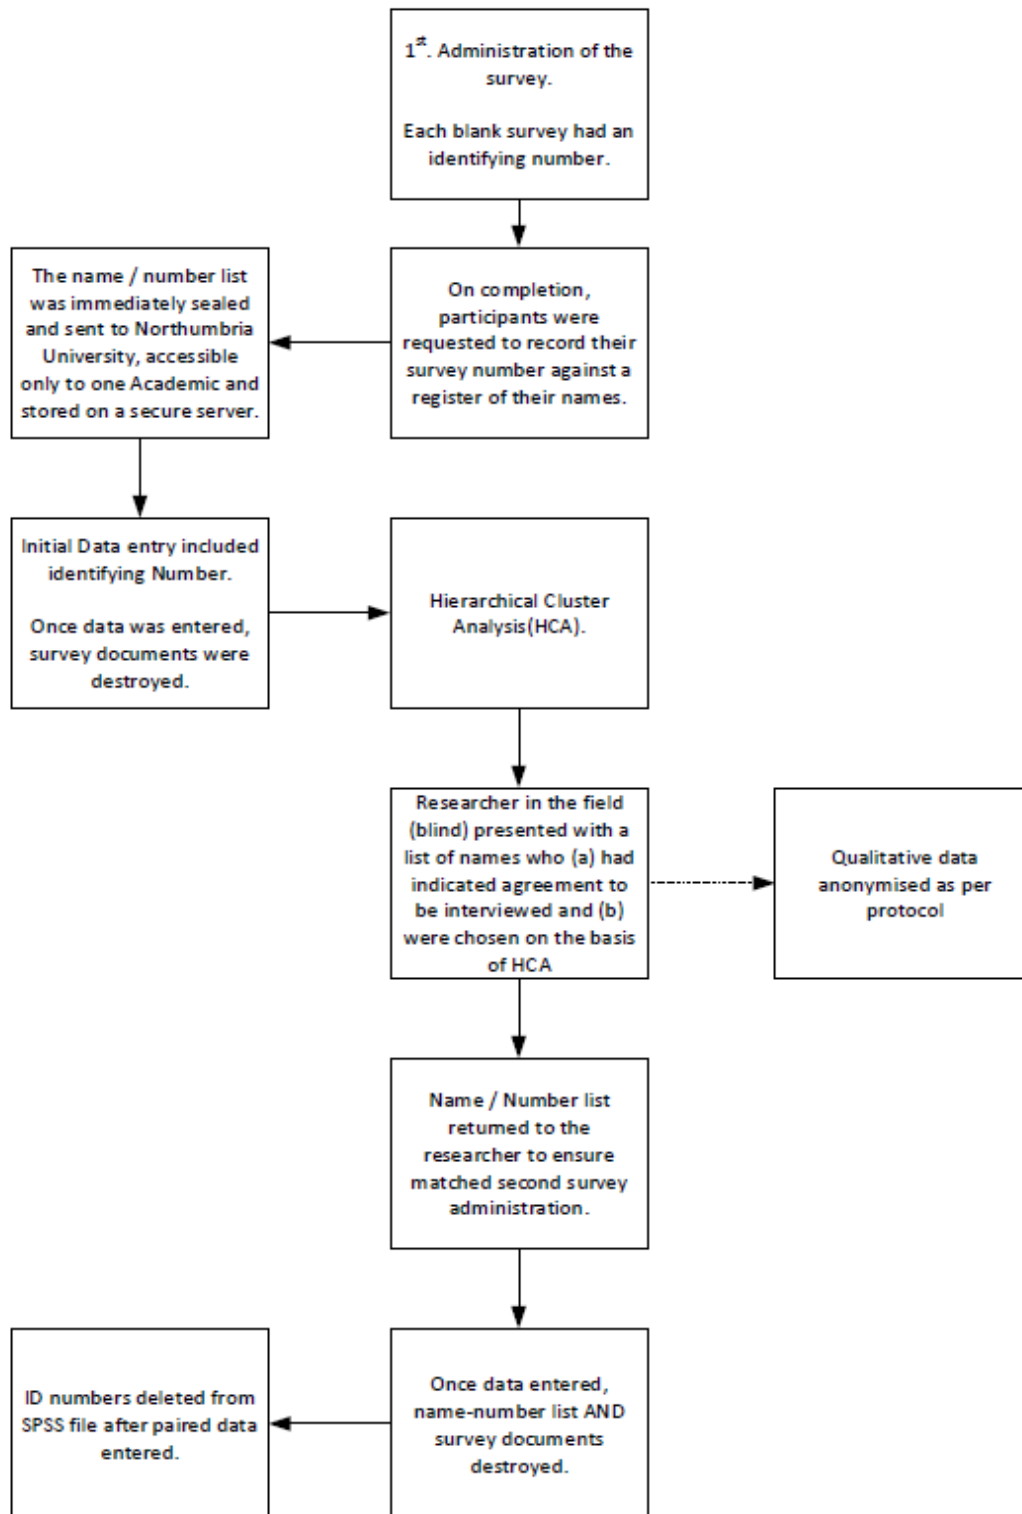 1st. Administration of the
survey.
Each blank survey had an
identifying number.
On completion,
participants were
requested to record their
survey number against a
register of their names.
The name / number list
was immediately sealed
and sent to Northumbria
University, accessible
only to one Academic and
stored on a secure server.
Initial Data entry included
identifying Number.
Once data was entered,
survey documents were
destroyed.
Hierarchical Cluster
Analysis(HCA).
Researcher in the field
(blind) presented with a
list of names who (a) had
indicated agreement to
be interviewed and (b)
were chosen on the basis
of HCA
Qualitative data
anonymised as per
protocol
Name / Number list
returned to the
researcher to ensure
matched second survey
administration.
Once data entered,
name-number list AND
survey documents
destroyed.
ID numbers deleted from
SPSS file after paired data
entered.